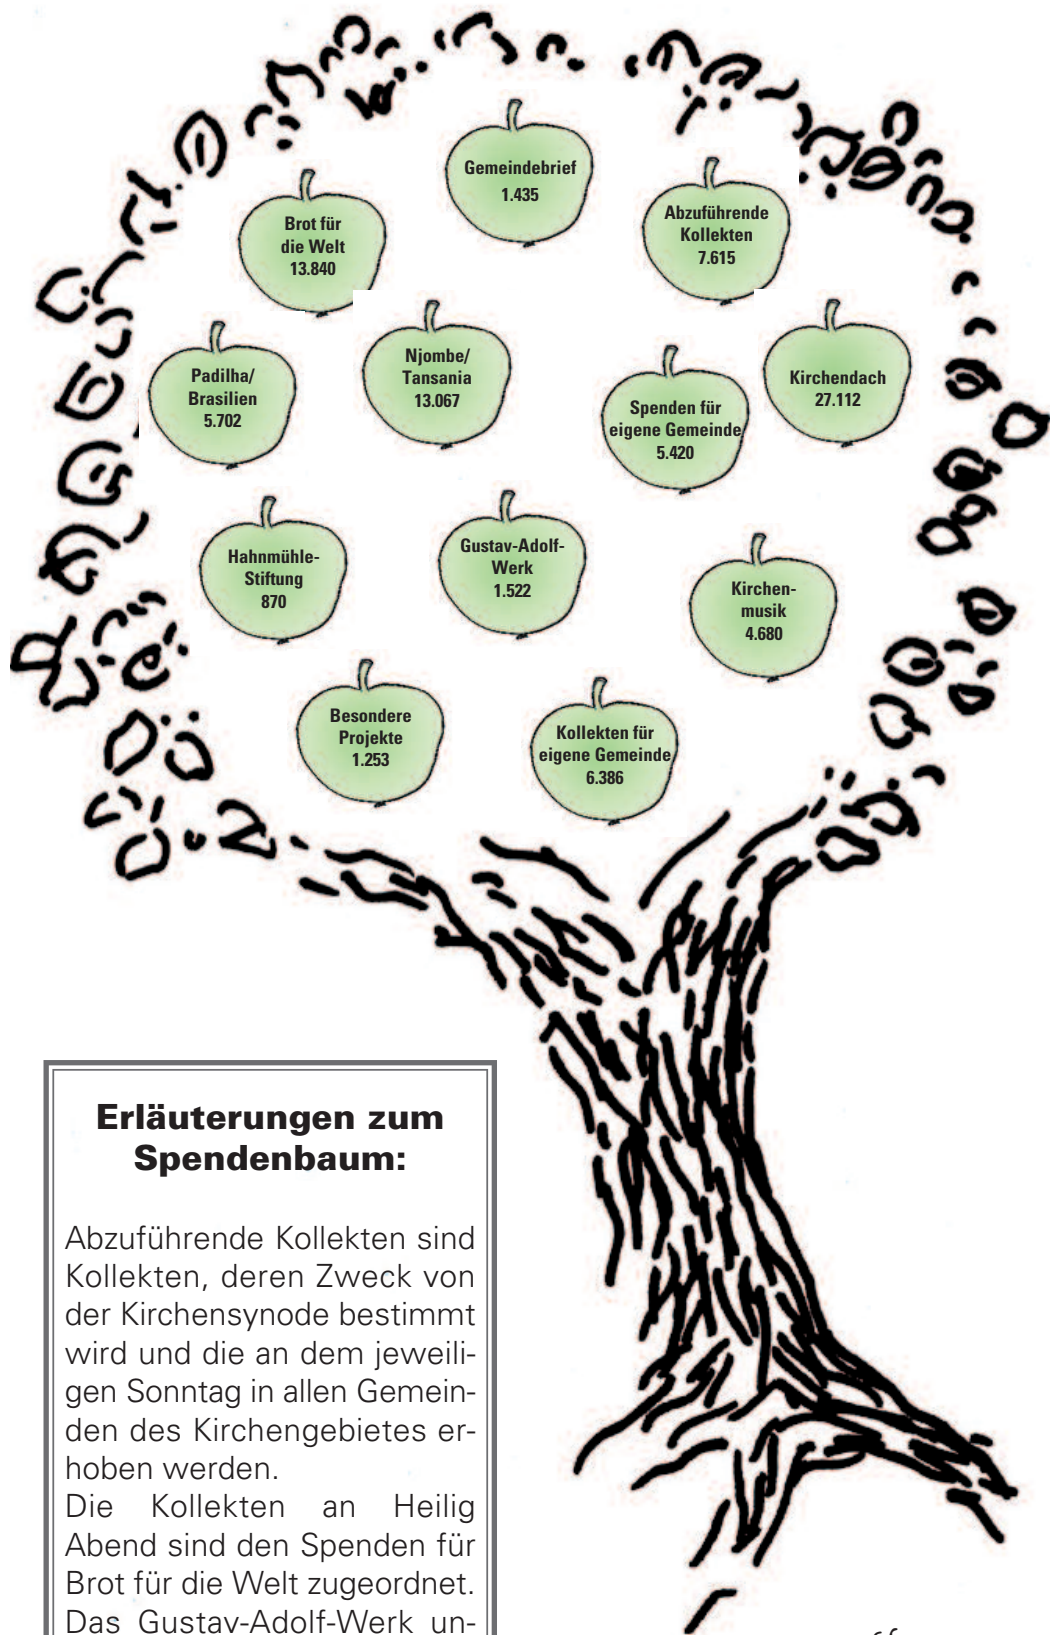 Gemeindebrief
1.435
Brot für
die Welt
13.840
Abzuführende
Kollekten
7.615
Padilha/
Brasilien
5.702
Njombe/
Tansania
13.067
Spenden für
eigene Gemeinde
5.420
Kirchendach
27.112
Hahnmühle-
Stiftung
870
Gustav-Adolf-
Werk
1.522
Kirchen-
musik
4.680
Besondere
Projekte
1.253
Kollekten für
eigene Gemeinde
6.386
Erläuterungen zum
Spendenbaum:
Abzuführende Kollekten sind
Kollekten, deren Zweck von
der Kirchensynode bestimmt
wird und die an dem jeweili-
gen Sonntag in allen Gemein-
den des Kirchengebietes er-
hoben werden.
Die Kollekten an Heilig
Abend sind den Spenden für
Brot für die Welt zugeordnet.
Das Gustav-Adolf-Werk un-